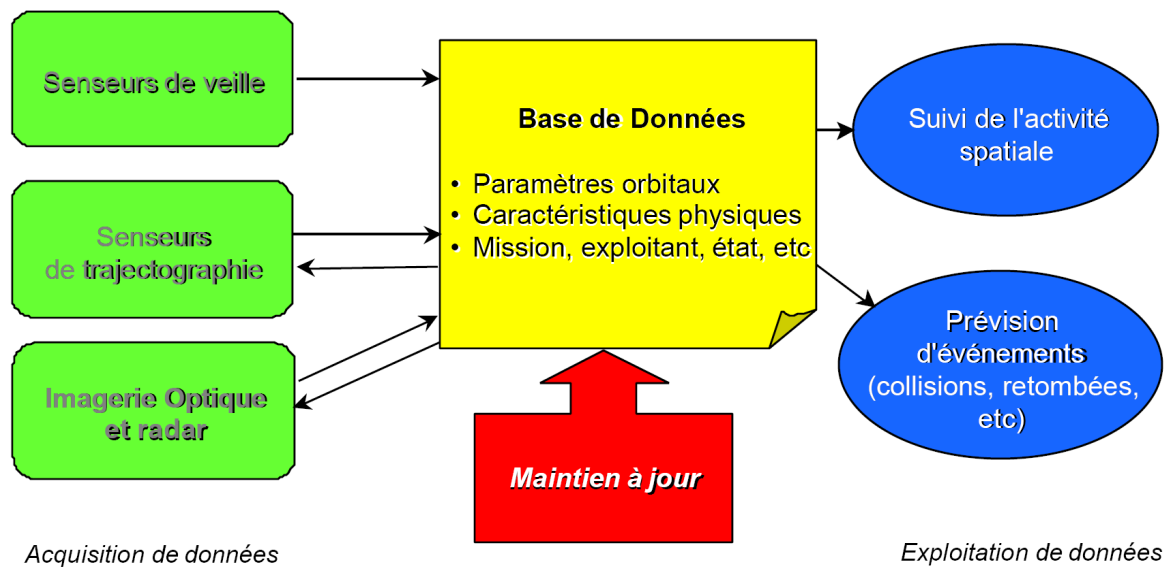 Senseurs de veille
Senseurs
de trajectographie
Imagerie Optique
et radar
Acquisition de données
Base de Données
• Paramètres orbitaux
• Caractéristiques physiques
• Mission, exploitant, état, etc
Maintien à jour
Suivi de l'activité
spatiale
Prévision
d'événements
(collisions, retombées,
etc)
Exploitation de données